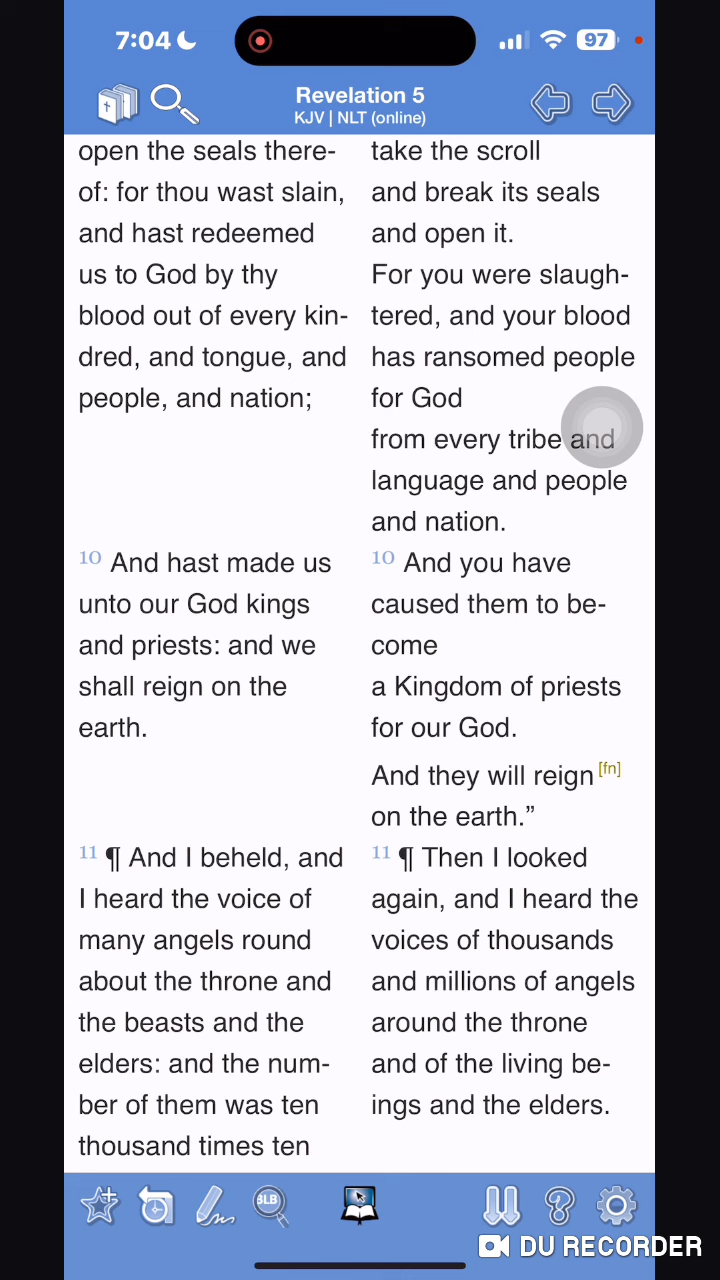 7:04
97
Revelation 5
KJV | NLT (online)
open the seals there-
of: for thou wast slain,
and hast redeemed
us to God by thy
blood out of every kin-
dred, and tongue, and
people, and nation;
10 And hast made us
unto our God kings
and priests: and we
shall reign on the
earth.
11 ¶ And I beheld, and
I heard the voice of
many angels round
about the throne and
the beasts and the
elders: and the num-
ber of them was ten
thousand times ten
take the scroll
and break its seals
and open it.
For you were slaugh-
tered, and your blood
has ransomed people
for God
from every tribe and
language and people
and nation.
10 And you have
caused them to be-
come
a Kingdom of priests
for our God.
And they will reign [fn]
on the earth.”
11 ¶ Then I looked
again, and I heard the
voices of thousands
and millions of angels
around the throne
and of the living be-
ings and the elders.
BLB
DU RECORDER